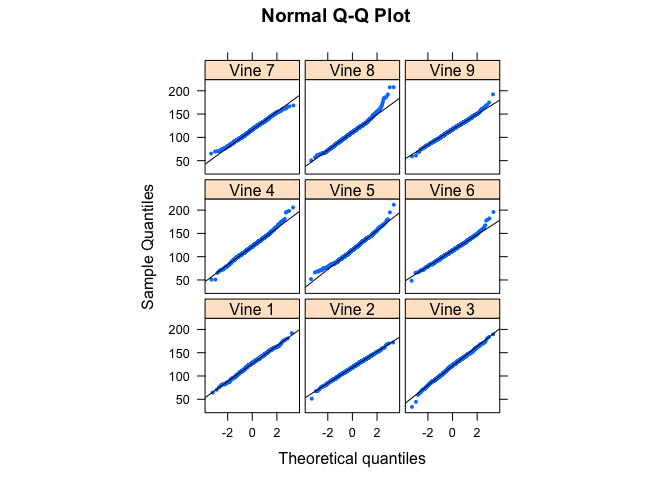 Normal Q-Q Plot
Vine 7 Vine 8 Vine 9
200
150
100
50
Vine 4 Vine 5 Vine 6
200
150
100
50
Vine 1 Vine 2 Vine 3
200
150
100
50
-2 0 2 -2 0 2 -2 0 2
Sample Quantiles
Theoretical quantiles